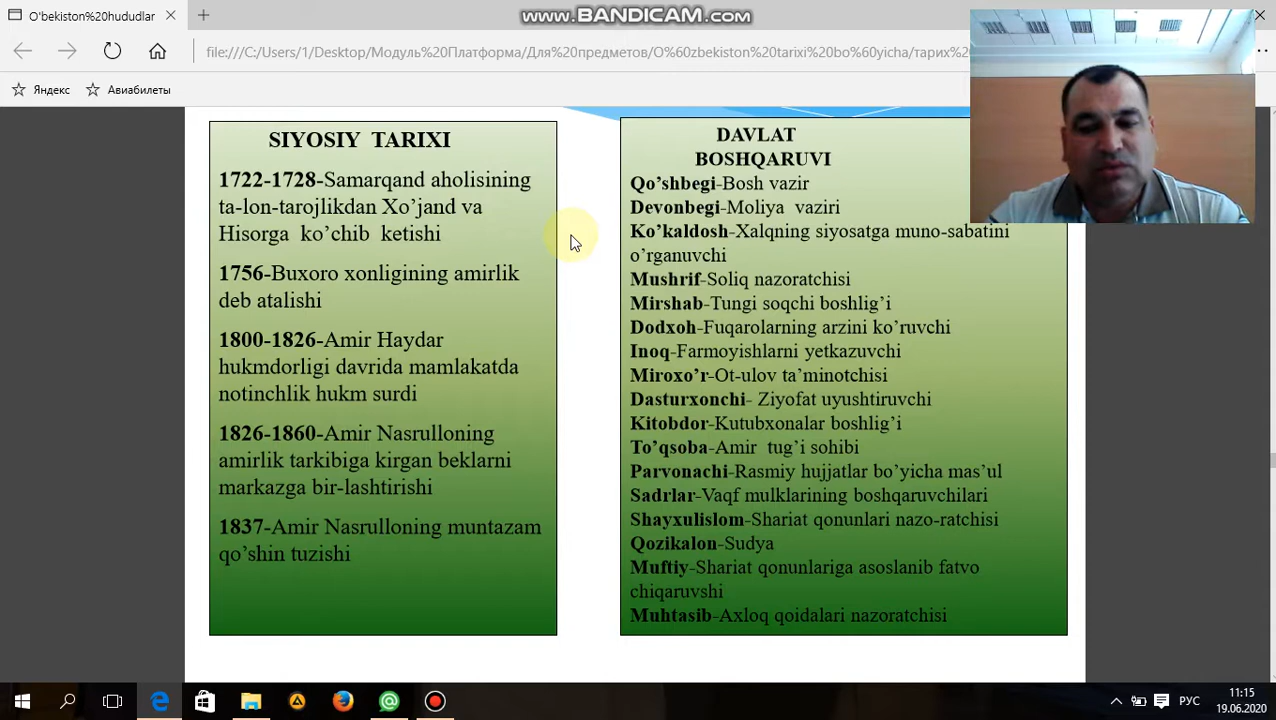 www.BANDICAM.com
O'bekiston%20hududlar
file:///C:/Users/1/Desktop/Модуль%20Платформа/Для%20предметов/O%60zbekiston%20tarixi%20bo%60yicha/тарих%2
Яндекс
Авиабилеты
SIYOSIY TARIXI
1722-1728-Samarqand aholisining
ta-lon-tarojlikdan Xo’jand va
Hisorga ko’chib ketishi
1756-Buxoro xonligining amirlik
deb atalishi
1800-1826-Amir Haydar
hukmdorligi davrida mamlakatda
notinchlik hukm surdi
1826-1860-Amir Nasrulloning
amirlik tarkibiga kirgan beklarni
markazga bir-lashtirishi
1837-Amir Nasrulloning muntazam
qo’shin tuzishi
DAVLAT
BOSHQARUVI
Qo’shbegi-Bosh vazir
Devonbegi-Moliya vaziri
Ko’kaldosh-Xalqning siyosatga muno-sabatini
o’rganuvchi
Mushrif-Soliq nazoratchisi
Mirshab-Tungi soqchi boshlig’i
Dodxoh-Fuqarolarning arzini ko’ruvchi
Inoq-Farmoyishlarni yetkazuvchi
Miroxo’r-Ot-ulov ta’minotchisi
Dasturxonchi- Ziyofat uyushtiruvchi
Kitobdor-Kutubxonalar boshlig’i
To’qsoba-Amir tug’i sohibi
Parvonachi-Rasmiy hujjatlar bo’yicha mas’ul
Sadrlar-Vaqf mulklarining boshqaruvchilari
Shayxulislom-Shariat qonunlari nazo-ratchisi
Qozikalon-Sudya
Muftiy-Shariat qonunlariga asoslanib fatvo
chiqaruvshi
Muhtasib-Axloq qoidalari nazoratchisi
РУС
11:15
19.06.2020